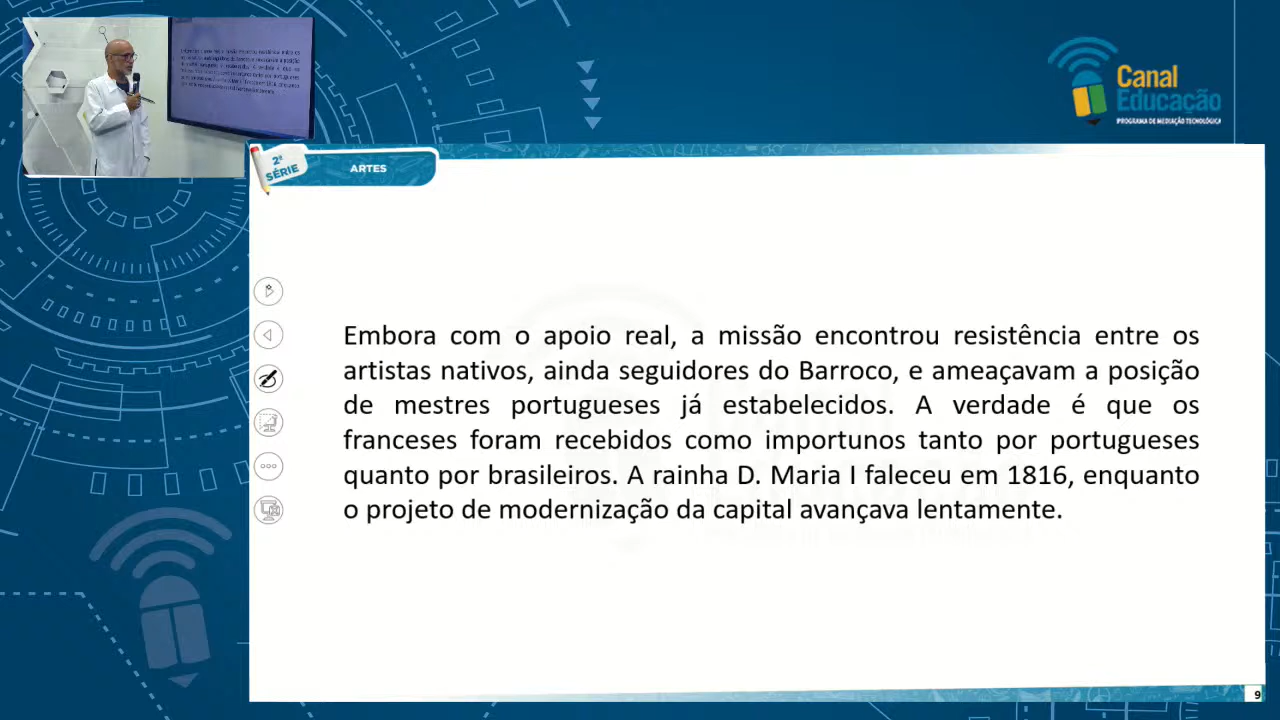 Canal
Educação
PROGRAMA DE MEDIAÇÃO TECNOLÓGICA
2ª
SÉRIE
ARTES
Embora com o apoio real, a missão encontrou resistência entre os
artistas nativos, ainda seguidores do Barroco, e ameaçavam a posição
de mestres portugueses já estabelecidos. A verdade é que os
franceses foram recebidos como importunos tanto por portugueses
quanto por brasileiros. A rainha D. Maria I faleceu em 1816, enquanto
o projeto de modernização da capital avançava lentamente.
9